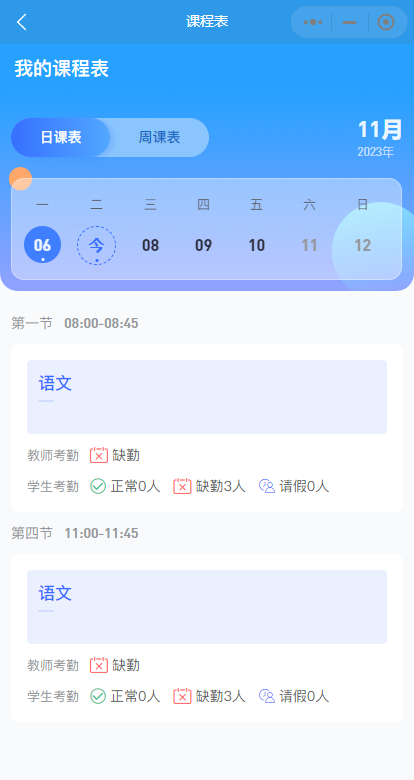 课程表
我的课程表
日课表 周课表
11月
2023年
一 二 三 四 五 六 日
06 今 08 09 10 11 12
第一节 08:00-08:45
语文
教师考勤 缺勤
学生考勤 正常0人 缺勤3人 请假0人
第四节 11:00-11:45
语文
教师考勤 缺勤
学生考勤 正常0人 缺勤3人 请假0人